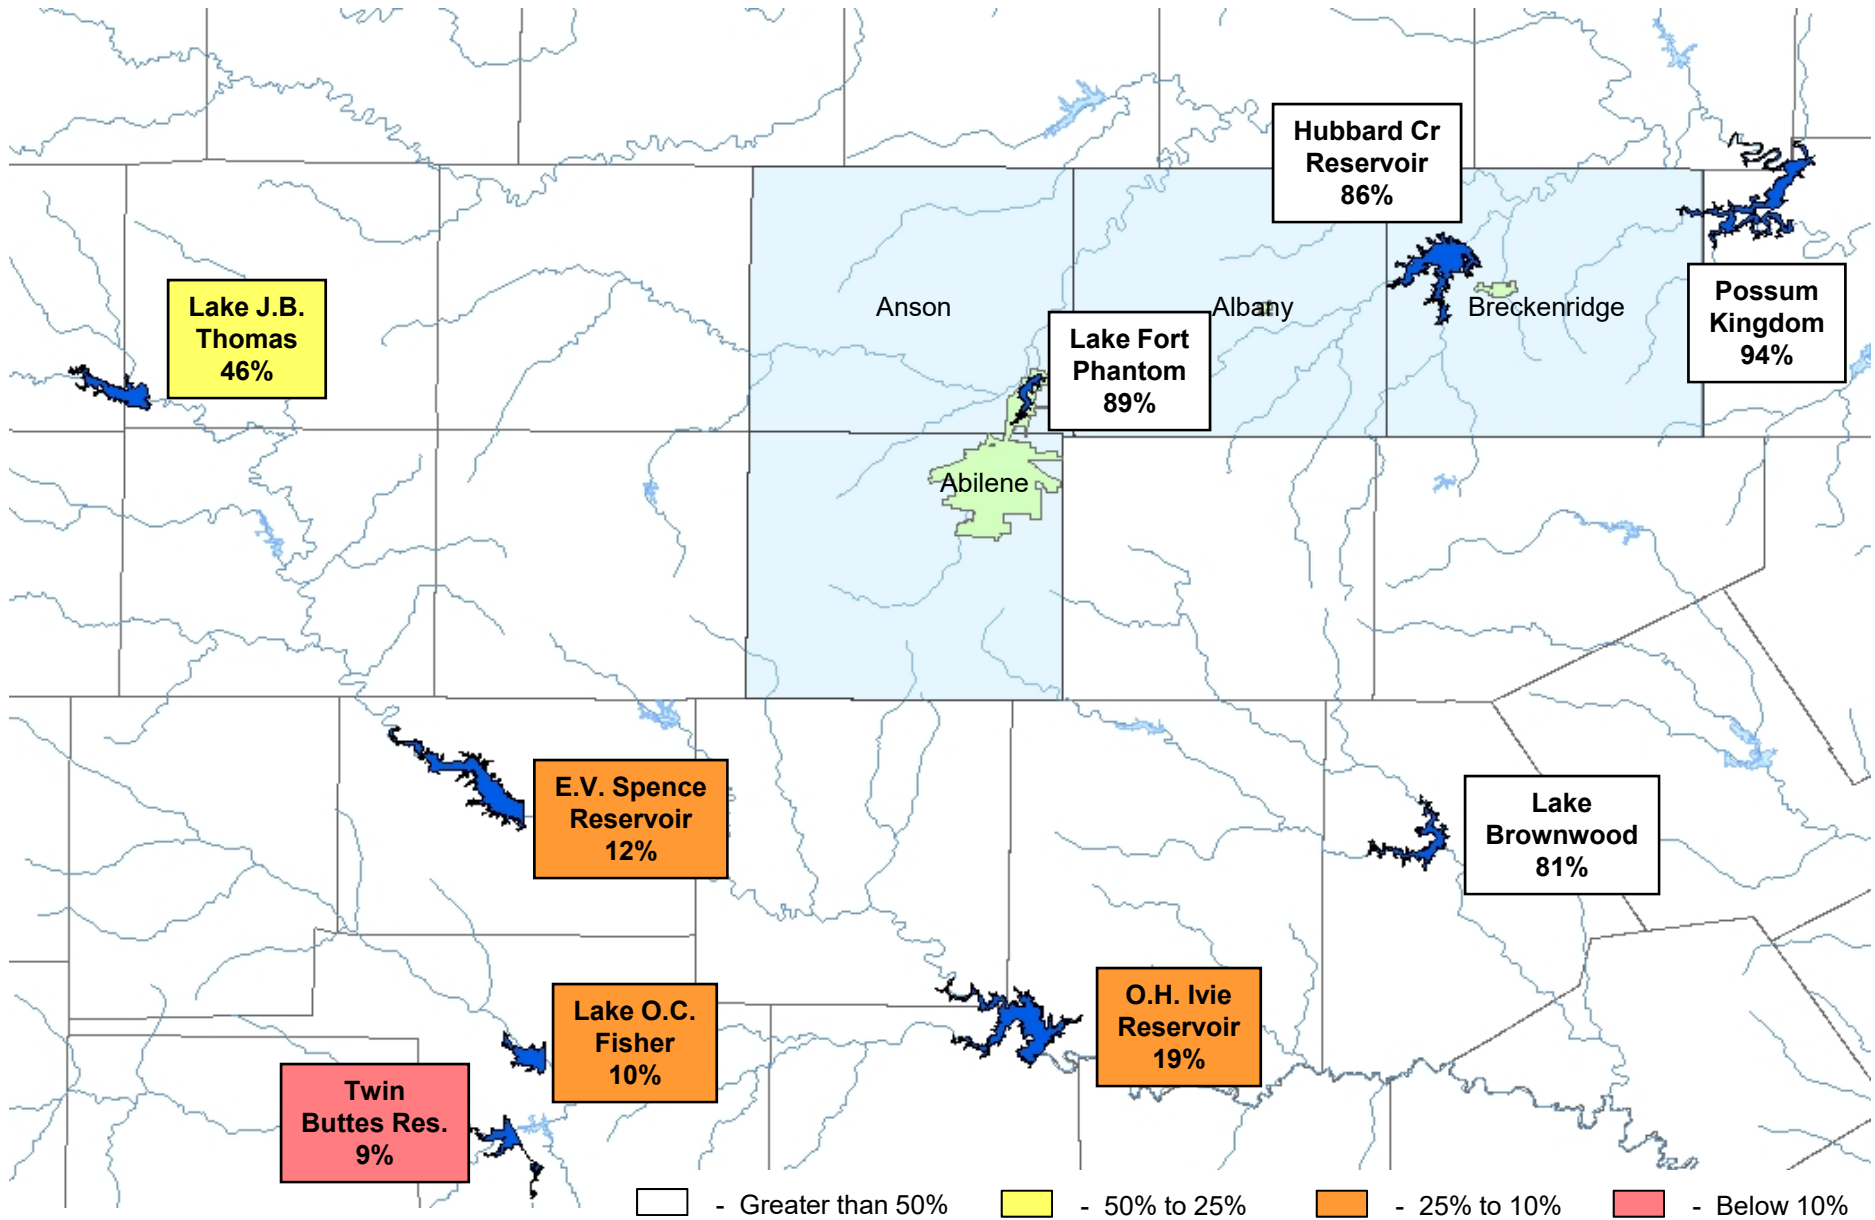 Hubbard Cr
Reservoir
86%
Lake J.B.
Thomas
46%
Anson
Albany
Breckenridge
Possum
Kingdom
94%
Lake Fort
Phantom
89%
Abilene
E.V. Spence
Reservoir
12%
Lake
Brownwood
81%
Lake O.C.
Fisher
10%
O.H. Ivie
Reservoir
19%
Twin
Buttes Res.
9%
- Greater than 50%
- 50% to 25%
- 25% to 10%
- Below 10%